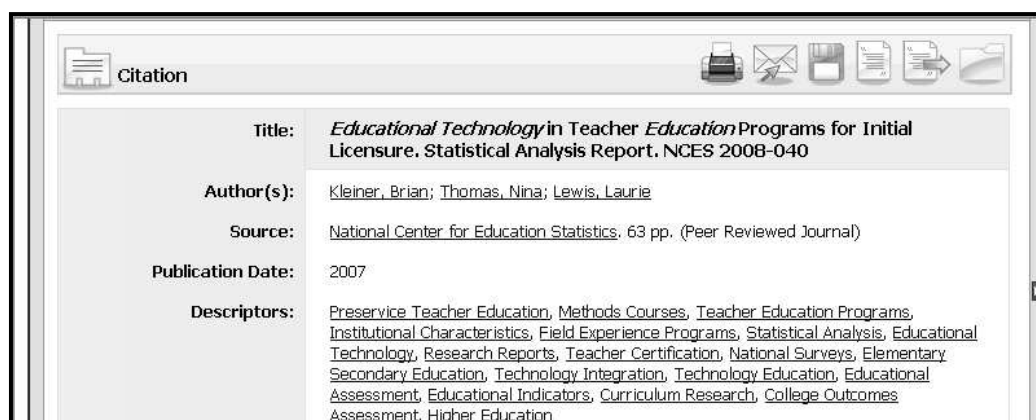 Citation
Title: Educational Technology in Teacher Education Programs for Initial
Licensure. Statistical Analysis Report. NCES 2008-040
Author(s): Kleiner, Brian; Thomas, Nina; Lewis, Laurie
Source: National Center for Education Statistics. 63 pp. (Peer Reviewed Journal)
Publication Date: 2007
Descriptors: Preservice Teacher Education, Methods Courses, Teacher Education Programs,
Institutional Characteristics, Field Experience Programs, Statistical Analysis, Educational
Technology, Research Reports, Teacher Certification, National Surveys, Elementary
Secondary Education, Technology Integration, Technology Education, Educational
Assessment, Educational Indicators, Curriculum Research, College Outcomes
Assessment, Higher Education